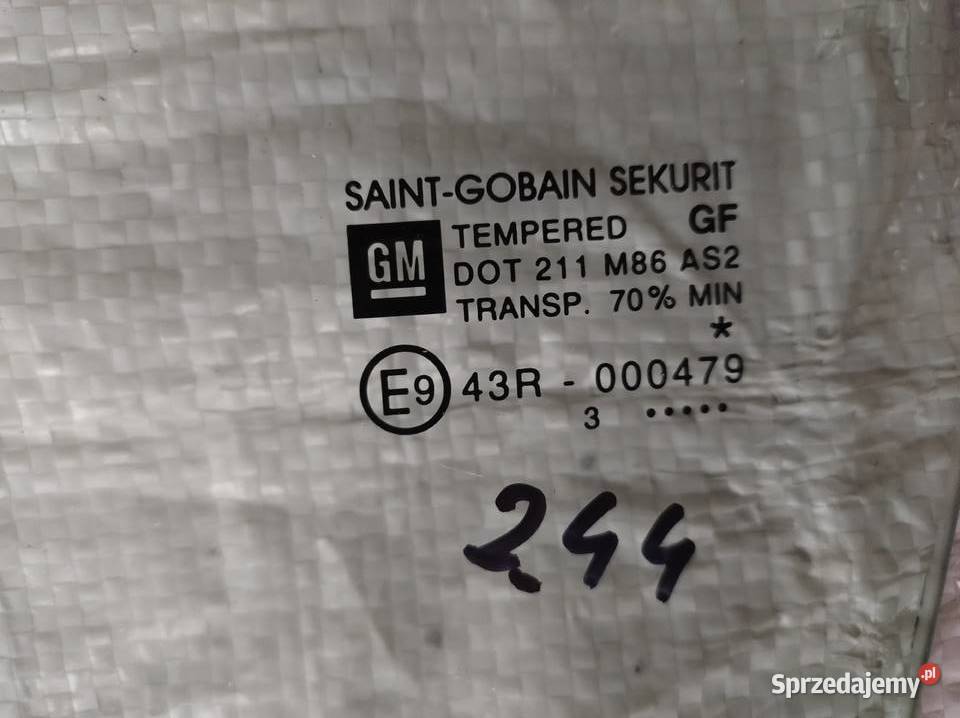 SAINT-GOBAIN SEKURIT
GM
TEMPERED GF
DOT 211 M86 AS2
TRANSP. 70% MIN
*
E9 43R - 000479
3 •••••
244
Sprzedajemy.pl